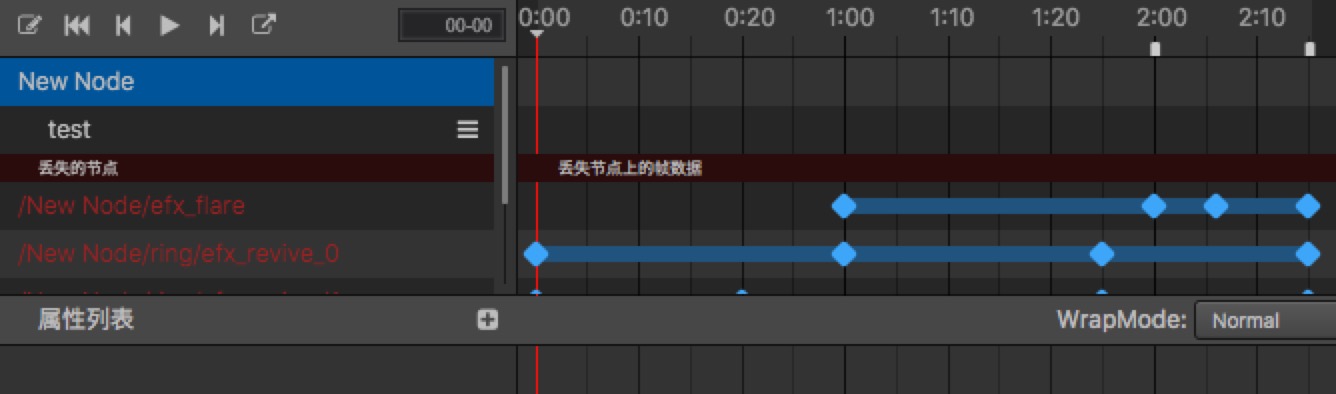 00-00 0:00 0:10 0:20 1:00 1:10 1:20 2:00 2:10
New Node
test
丢失的节点 丢失节点上的帧数据
/New Node/efx_flare
/New Node/ring/efx_revive_0
属性列表 WrapMode: Normal